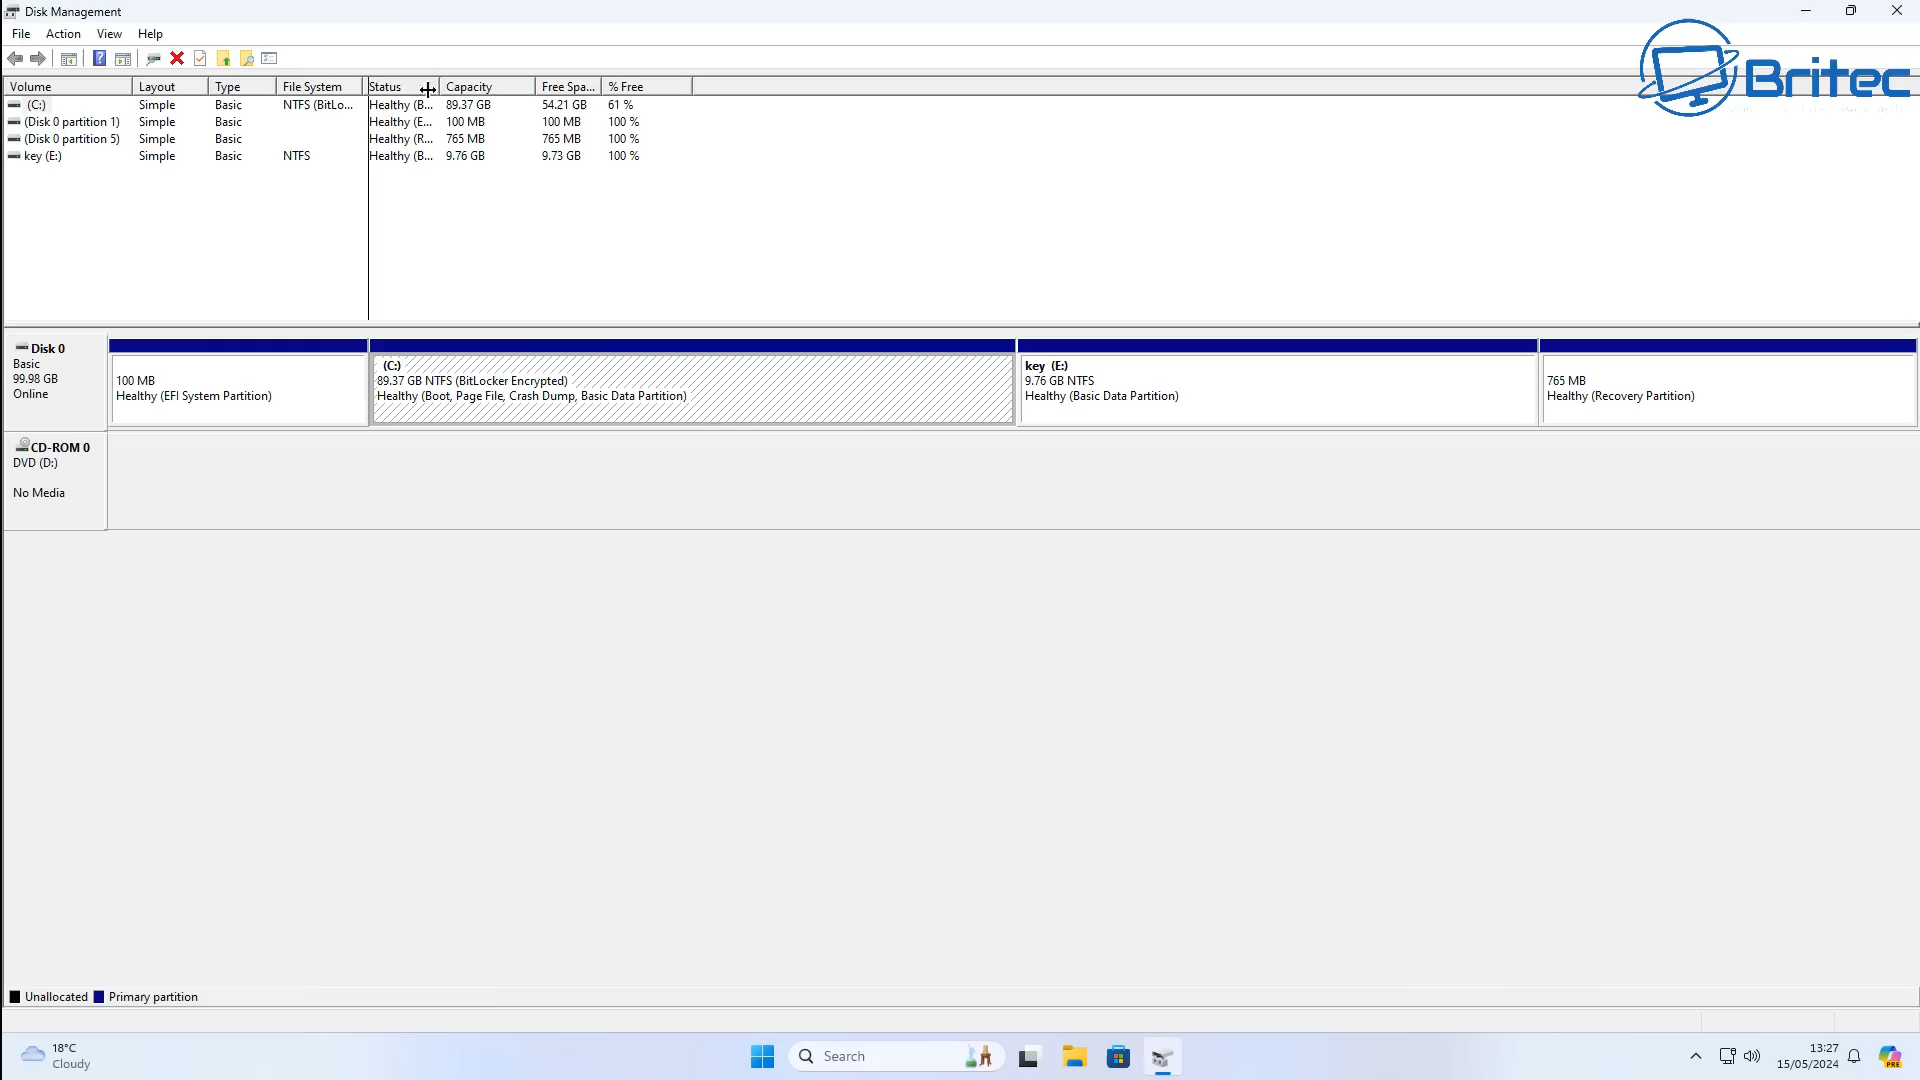 Disk Management
File Action View Help
Volume Layout Type File System Status Capacity Free Spa... % Free
(C:) Simple Basic NTFS (BitLo... Healthy (B... 89.37 GB 54.21 GB 61 %
(Disk 0 partition 1) Simple Basic Healthy (E... 100 MB 100 MB 100 %
(Disk 0 partition 5) Simple Basic Healthy (R... 765 MB 765 MB 100 %
key (E:) Simple Basic NTFS Healthy (B... 9.76 GB 9.73 GB 100 %
Britec
Disk 0
Basic
99.98 GB
Online
100 MB
Healthy (EFI System Partition)
(C:)
89.37 GB NTFS (BitLocker Encrypted)
Healthy (Boot, Page File, Crash Dump, Basic Data Partition)
key (E:)
9.76 GB NTFS
Healthy (Basic Data Partition)
765 MB
Healthy (Recovery Partition)
CD-ROM 0
DVD (D:)
No Media
Unallocated Primary partition
18°C
Cloudy
Search
13:27
15/05/2024
PRE